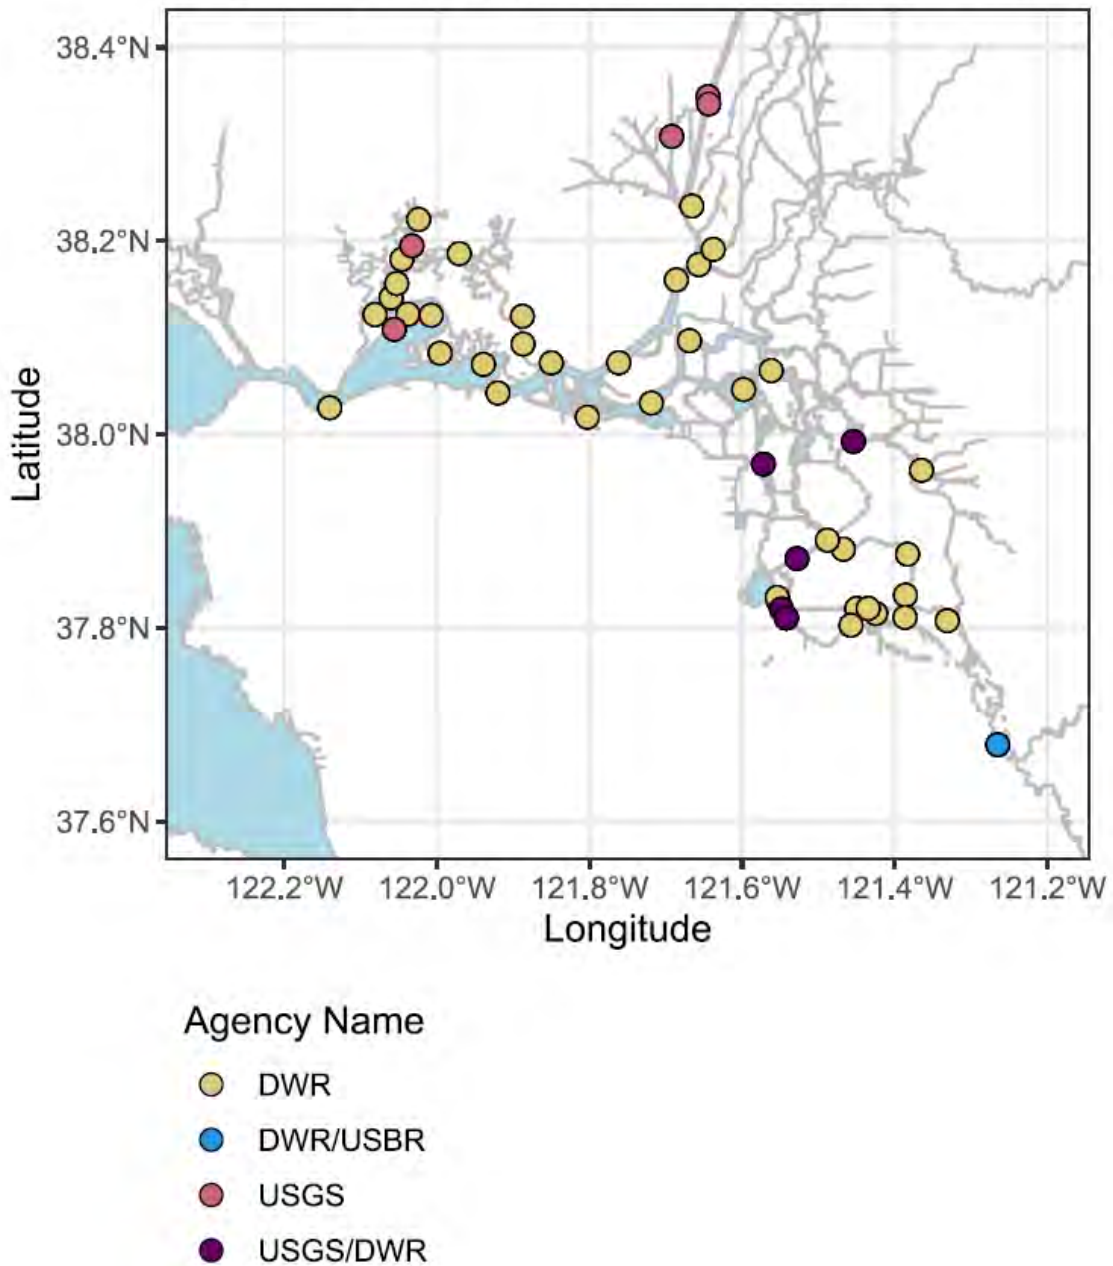 38.4°N
38.2°N
38.0°N
37.8°N
37.6°N
Latitude
122.2°W 122.0°W 121.8°W 121.6°W 121.4°W 121.2°W
Longitude
Agency Name
DWR
DWR/USBR
USGS
USGS/DWR